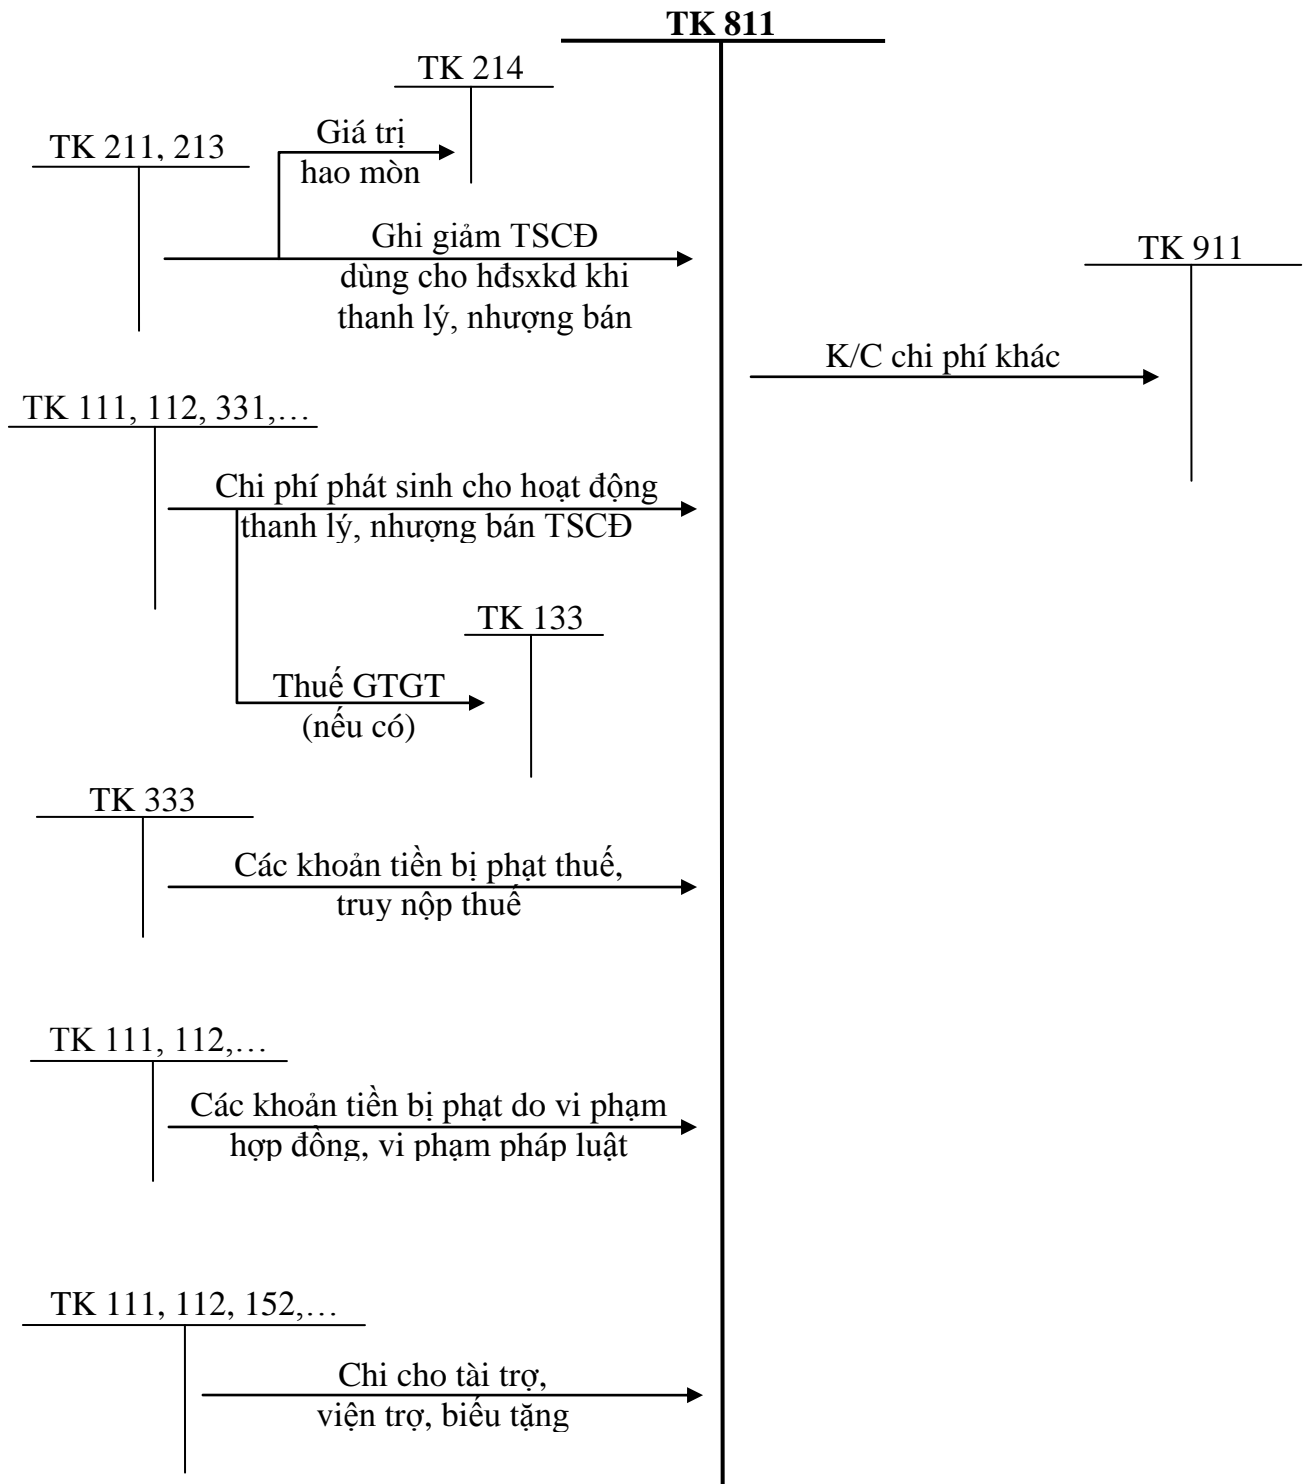 TK 811
TK 214
Giá trị
hao mòn
TK 211, 213
Ghi giảm TSCĐ
dùng cho hđsxkd khi
thanh lý, nhượng bán
TK 911
K/C chi phí khác
TK 111, 112, 331,…
Chi phí phát sinh cho hoạt động
thanh lý, nhượng bán TSCĐ
TK 133
Thuế GTGT
(nếu có)
TK 333
Các khoản tiền bị phạt thuế,
truy nộp thuế
TK 111, 112,…
Các khoản tiền bị phạt do vi phạm
hợp đồng, vi phạm pháp luật
TK 111, 112, 152,…
Chi cho tài trợ,
viện trợ, biếu tặng